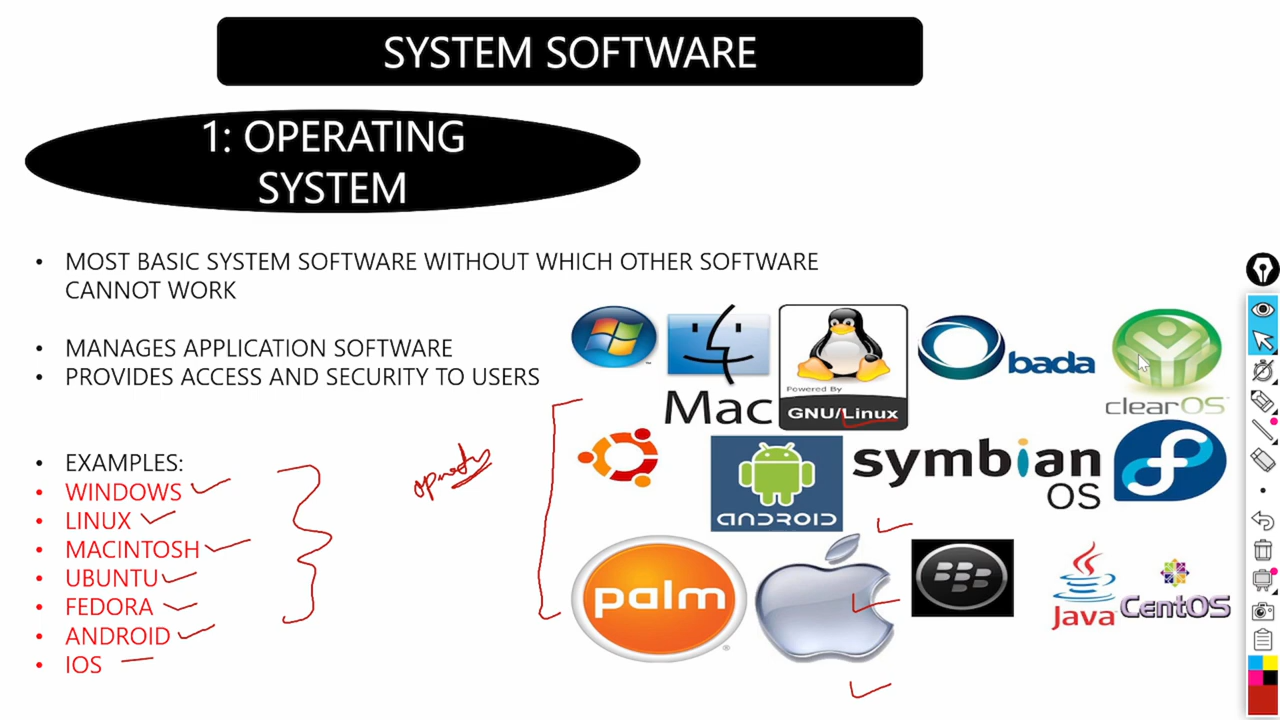 SYSTEM SOFTWARE
1: OPERATING
SYSTEM
• MOST BASIC SYSTEM SOFTWARE WITHOUT WHICH OTHER SOFTWARE
CANNOT WORK
• MANAGES APPLICATION SOFTWARE
• PROVIDES ACCESS AND SECURITY TO USERS
• EXAMPLES:
• WINDOWS
• LINUX
• MACINTOSH
• UBUNTU
• FEDORA
• ANDROID
• IOS
Mac
Powered By
GNU/Linux
bada
clearOS
ANDROID
symbian
OS
palm
Java
CentOS